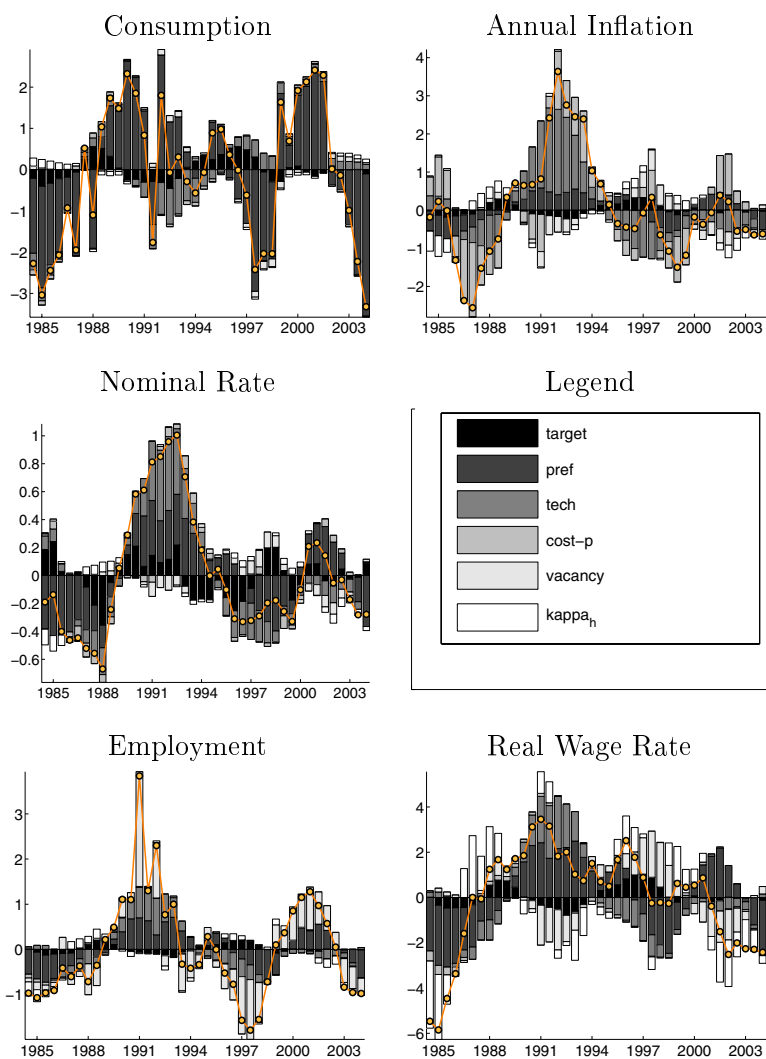 Consumption
2
1
0
−1
−2
−3
1985 1988 1991 1994 1997 2000 2003
Annual Inflation
4
3
2
1
0
−1
−2
1985 1988 1991 1994 1997 2000 2003
Nominal Rate
1
0.8
0.6
0.4
0.2
0
−0.2
−0.4
−0.6
1985 1988 1991 1994 1997 2000 2003
Legend
target
pref
tech
cost−p
vacancy
kappa_h
Employment
3
2
1
0
−1
1985 1988 1991 1994 1997 2000 2003
Real Wage Rate
4
2
0
−2
−4
−6
1985 1988 1991 1994 1997 2000 2003